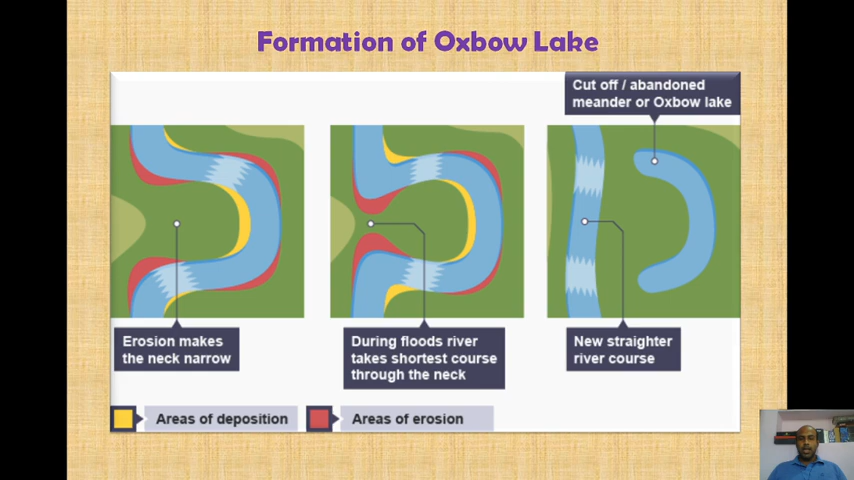 Formation of Oxbow Lake
Cut off / abandoned
meander or Oxbow lake
Erosion makes
the neck narrow
During floods river
takes shortest course
through the neck
New straighter
river course
Areas of deposition
Areas of erosion